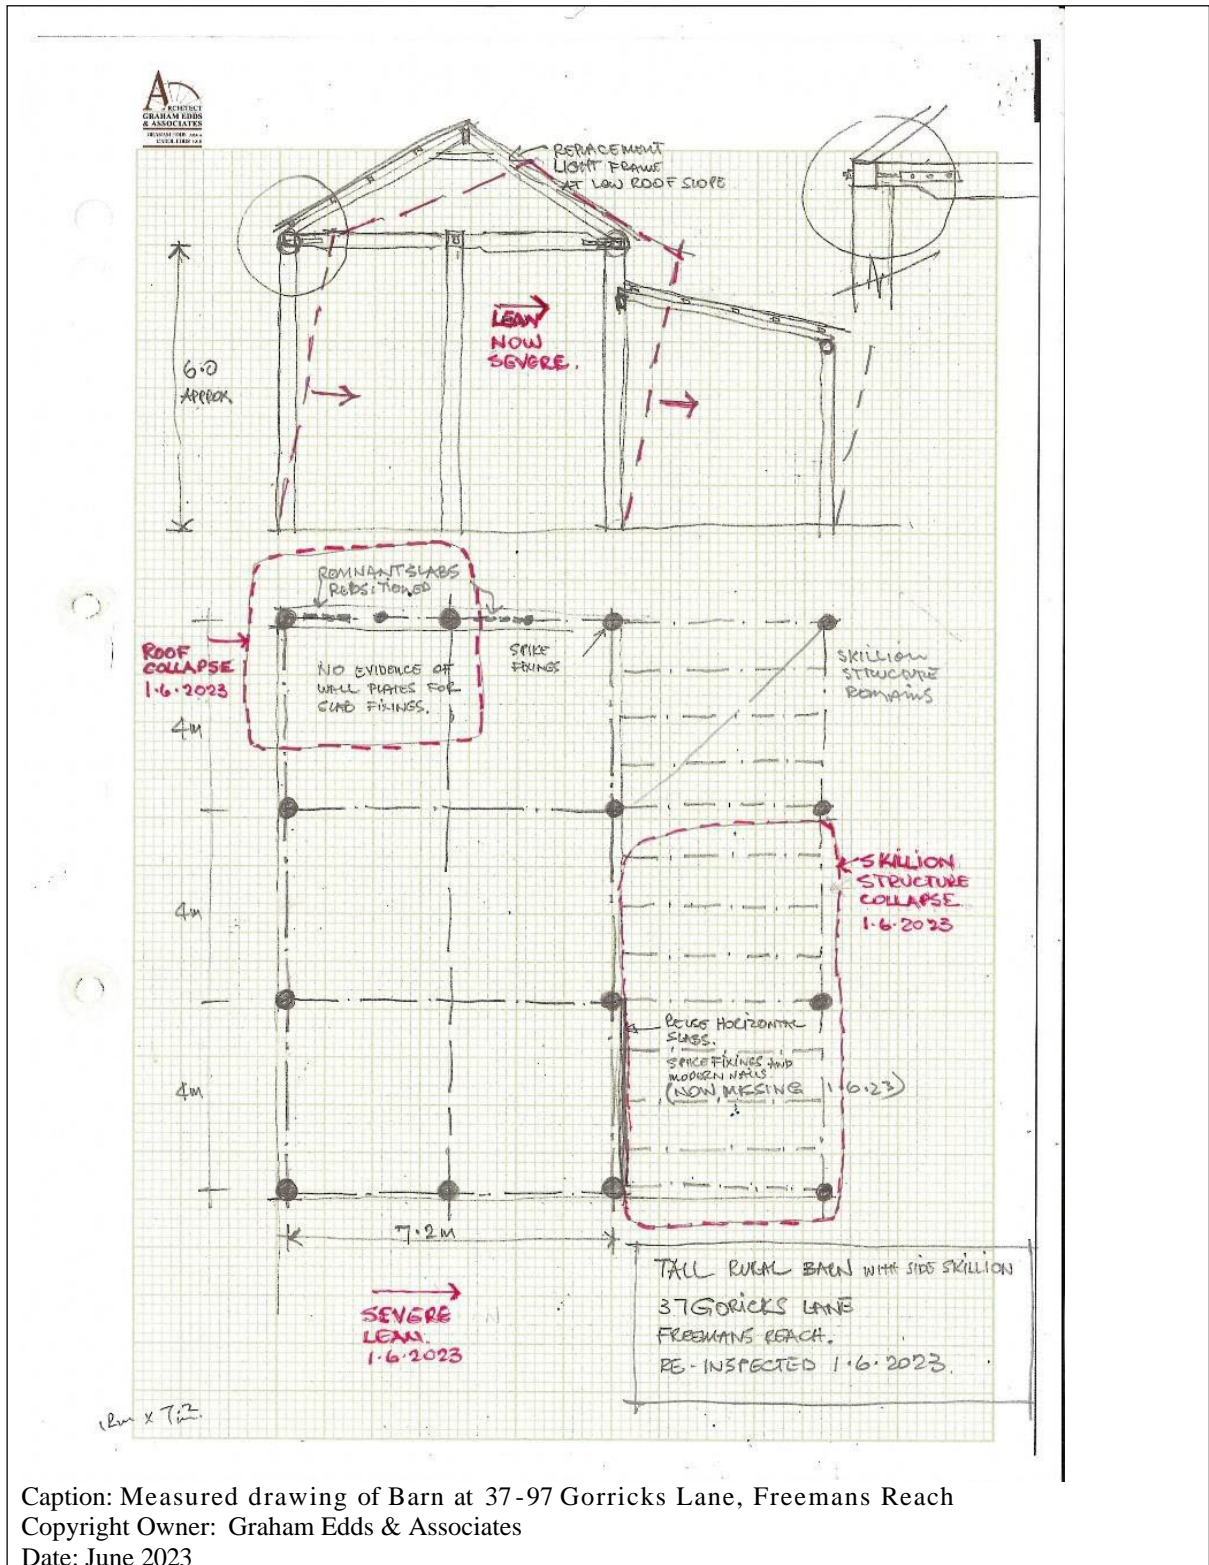 ARCHITECT
GRAHAM EDDS
& ASSOCIATES
REPLACEMENT
LIGHT FRAME
AT LOW ROOF SLOPE
LEAN
NOW
SEVERE.
6.0
APPROX
REMNANT SLABS
REPOSITIONED
ROOF
COLLAPSE
1.6.2023
NO EVIDENCE OF
WALL PLATES FOR
SLAB FIXINGS.
SPIKE
FIXINGS
SKILLION
STRUCTURE
REMAINS
4m
4m
4m
SKILLION
STRUCTURE
COLLAPSE
1.6.2023
REUSE HORIZONTAL
SLABS.
SPIKE FIXINGS AND
MODERN NAILS
(NOW MISSING 1.6.23)
7.2M
SEVERE
LEAN.
1.6.2023
TALL RURAL BARN WITH SIDE SKILLION
37 GORICKS LANE
FREEMANS REACH.
RE-INSPECTED 1.6.2023.
12m x 7.2m
Caption: Measured drawing of Barn at 37-97 Gorricks Lane, Freemans Reach
Copyright Owner: Graham Edds & Associates
Date: June 2023